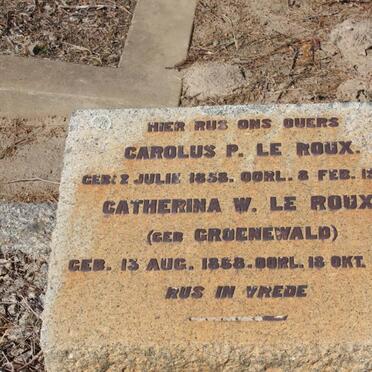 HIER RUS ONS OUERS
CAROLUS P. LE ROUX.
GEB. 2 JULIE 1858. OORL. 8 FEB.
CATHERINA W. LE ROUX
(GEB GROENEWALD)
GEB. 13 AUG. 1868. OORL. 18 OKT.
RUS IN VREDE